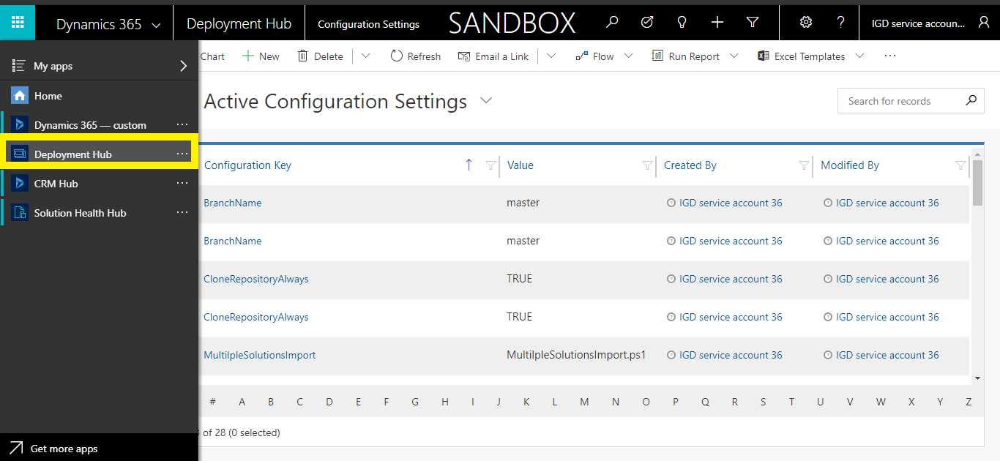 Dynamics 365 Deployment Hub Configuration Settings SANDBOX IGD service accoun...
My apps
Home
Dynamics 365 — custom
Deployment Hub
CRM Hub
Solution Health Hub
Get more apps
Chart New Delete Refresh Email a Link Flow Run Report Excel Templates
Active Configuration Settings
Search for records
Configuration Key Value Created By Modified By
BranchName master IGD service account 36 IGD service account 36
BranchName master IGD service account 36 IGD service account 36
CloneRepositoryAlways TRUE IGD service account 36 IGD service account 36
CloneRepositoryAlways TRUE IGD service account 36 IGD service account 36
MultilpleSolutionsImport MultilpleSolutionsImport.ps1 IGD service account 36 IGD service account 36
# A B C D E F G H I J K L M N O P Q R S T U V W X Y Z
of 28 (0 selected)